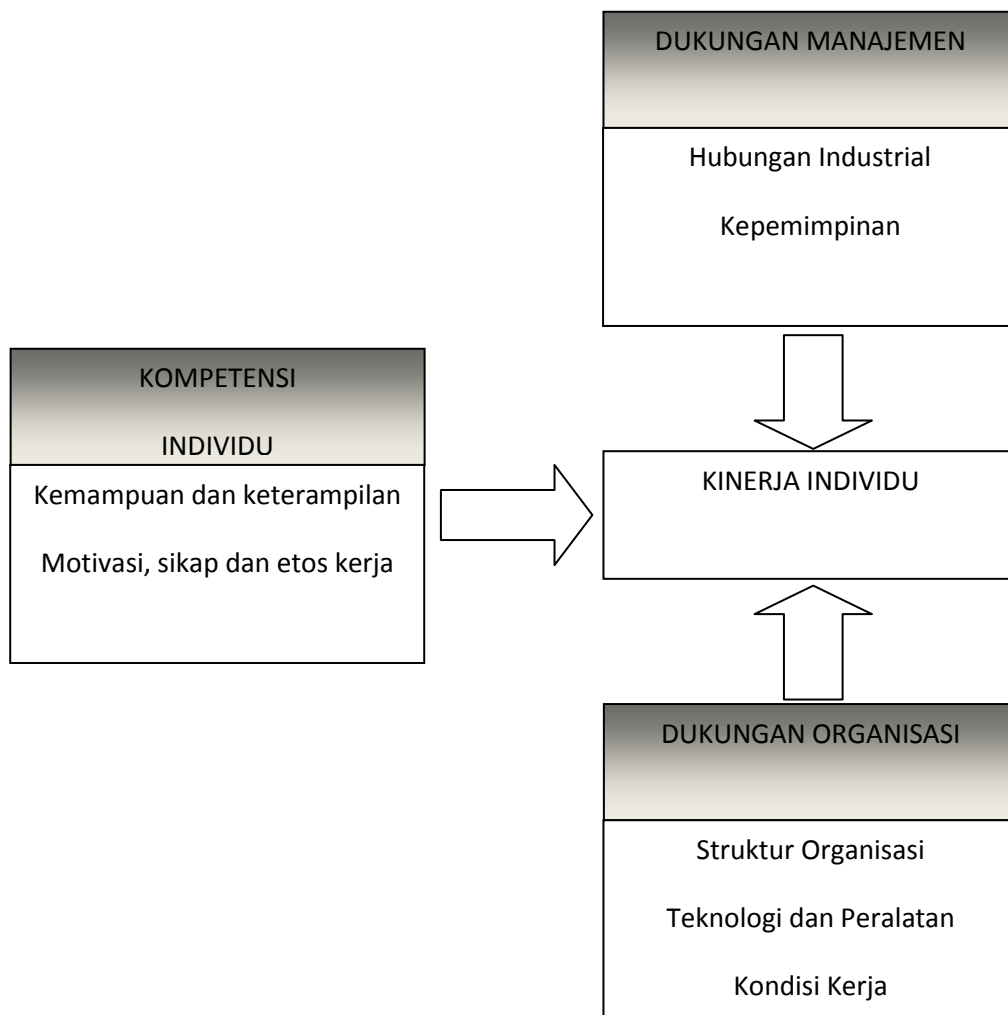 DUKUNGAN MANAJEMEN
Hubungan Industrial
Kepemimpinan
KOMPETENSI
INDIVIDU
Kemampuan dan keterampilan
Motivasi, sikap dan etos kerja
KINERJA INDIVIDU
DUKUNGAN ORGANISASI
Struktur Organisasi
Teknologi dan Peralatan
Kondisi Kerja